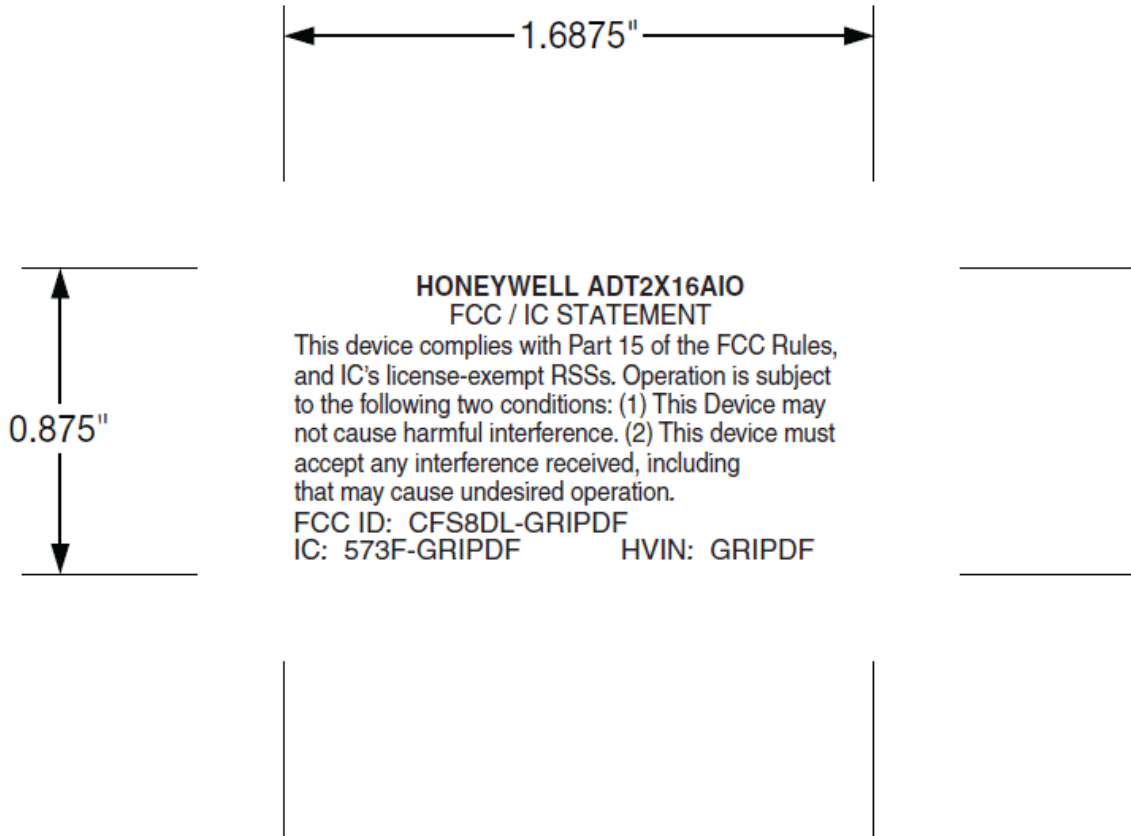 1.6875"
HONEYWELL ADT2X16AIO
FCC / IC STATEMENT
This device complies with Part 15 of the FCC Rules,
and IC's license-exempt RSSs. Operation is subject
to the following two conditions: (1) This Device may
not cause harmful interference. (2) This device must
accept any interference received, including
that may cause undesired operation.
FCC ID: CFS8DL-GRIPDF
IC: 573F-GRIPDF HVIN: GRIPDF
0.875"